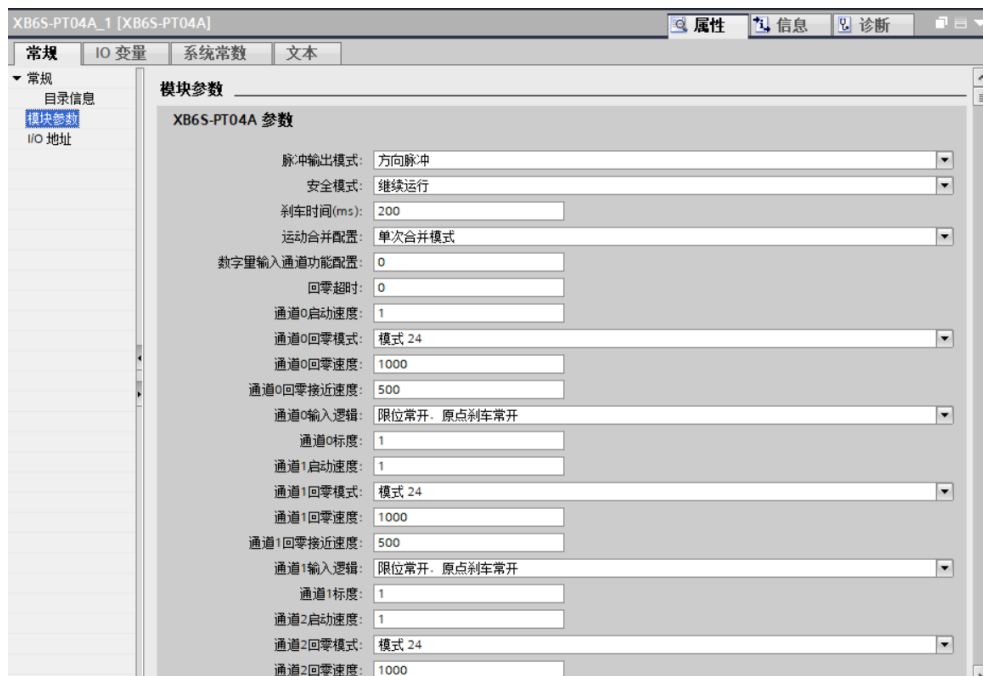 XB6S-PT04A_1 [XB6S-PT04A]
属性 信息 诊断
常规 IO 变量 系统常数 文本
常规
目录信息
模块参数
I/O 地址
模块参数
XB6S-PT04A 参数
脉冲输出模式: 方向脉冲
安全模式: 继续运行
刹车时间(ms): 200
运动合并配置: 单次合并模式
数字量输入通道功能配置: 0
回零超时: 0
通道0启动速度: 1
通道0回零模式: 模式 24
通道0回零速度: 1000
通道0回零接近速度: 500
通道0输入逻辑: 限位常开.原点刹车常开
通道0标度: 1
通道1启动速度: 1
通道1回零模式: 模式 24
通道1回零速度: 1000
通道1回零接近速度: 500
通道1输入逻辑: 限位常开.原点刹车常开
通道1标度: 1
通道2启动速度: 1
通道2回零模式: 模式 24
通道2回零速度: 1000